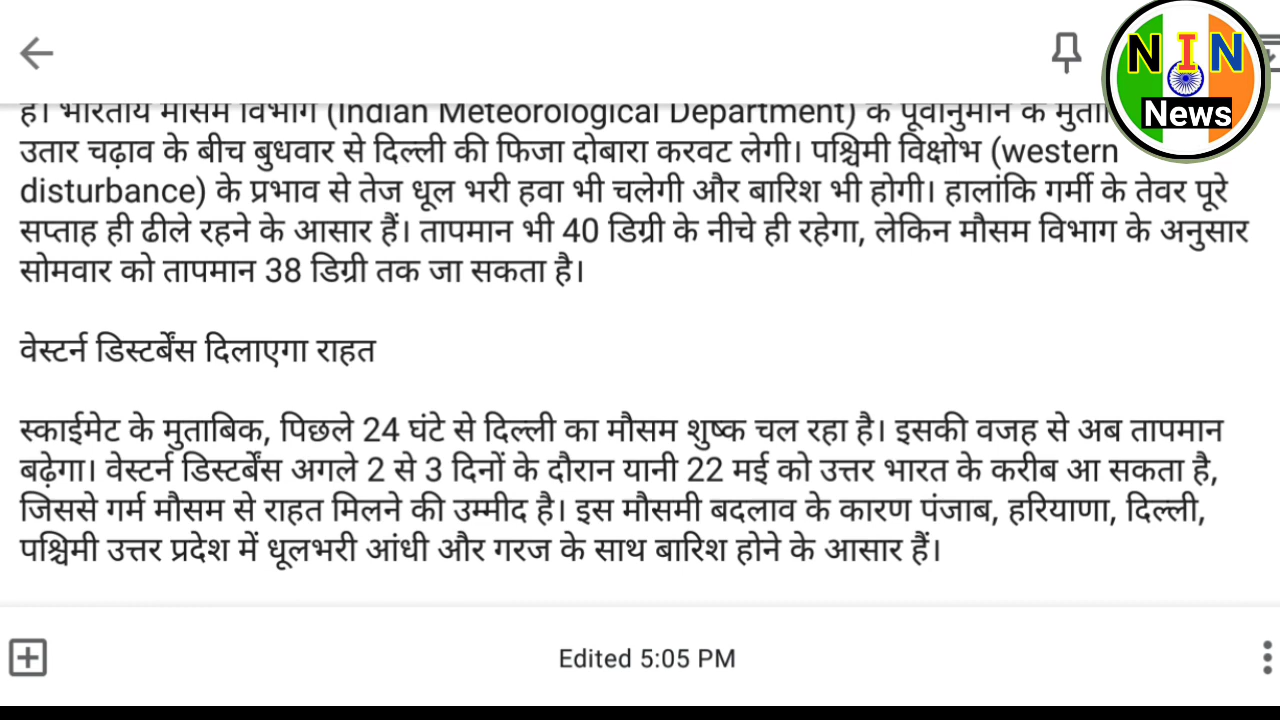 है। भारतीय मौसम विभाग (Indian Meteorological Department) के पूर्वानुमान के
उतार चढ़ाव के बीच बुधवार से दिल्ली की फिजा दोबारा करवट लेगी। पश्चिमी विक्षोभ (western
disturbance) के प्रभाव से तेज धूल भरी हवा भी चलेगी और बारिश भी होगी। हालांकि गर्मी के तेवर पूरे
सप्ताह ही ढीले रहने के आसार हैं। तापमान भी 40 डिग्री के नीचे ही रहेगा, लेकिन मौसम विभाग के अनुसार
सोमवार को तापमान 38 डिग्री तक जा सकता है।
वेस्टर्न डिस्टर्बेंस दिलाएगा राहत
स्काईमेट के मुताबिक, पिछले 24 घंटे से दिल्ली का मौसम शुष्क चल रहा है। इसकी वजह से अब तापमान
बढ़ेगा। वेस्टर्न डिस्टर्बेंस अगले 2 से 3 दिनों के दौरान यानी 22 मई को उत्तर भारत के करीब आ सकता है,
जिससे गर्म मौसम से राहत मिलने की उम्मीद है। इस मौसमी बदलाव के कारण पंजाब, हरियाणा, दिल्ली,
पश्चिमी उत्तर प्रदेश में धूलभरी आंधी और गरज के साथ बारिश होने के आसार हैं।
Edited 5:05 PM
NIN
News